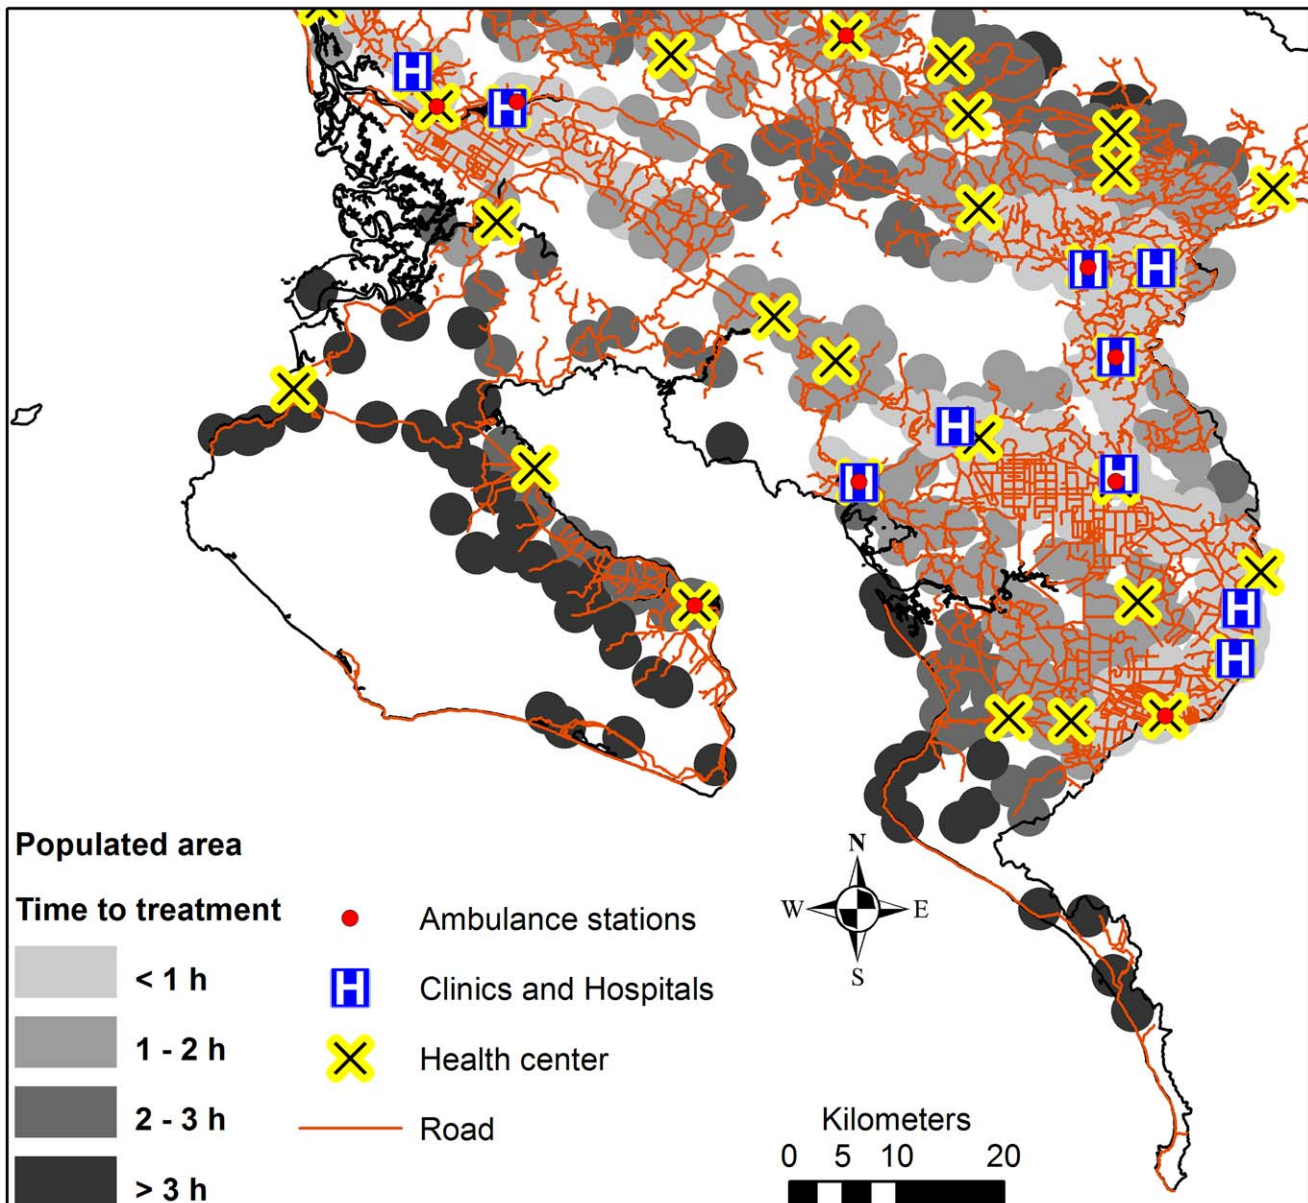 Populated area
Time to treatment
< 1 h
1 - 2 h
2 - 3 h
> 3 h
Ambulance stations
H Clinics and Hospitals
Health center
Road
N
W E
S
Kilometers
0 5 10 20
H
H
H
H
H
H
H
H
H
H